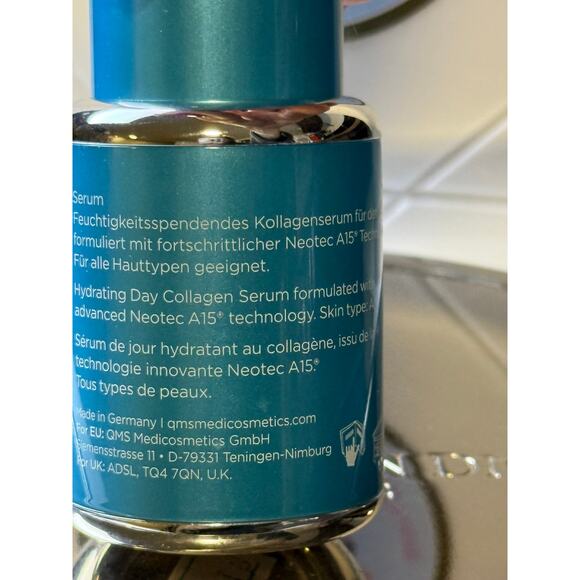 Serum
Feuchtigkeitsspendendes Kollagenserum für den
formuliert mit fortschrittlicher Neotec A15®
Für alle Hauttypen geeignet.
Hydrating Day Collagen Serum formulated with
advanced Neotec A15® technology. Skin type:
Sérum de jour hydratant au collagène, issu de
technologie innovante Neotec A15.®
Tous types de peaux.
Made in Germany | qmsmedicosmetics.com
For EU: QMS Medicosmetics GmbH
Siemensstrasse 11 • D-79331 Teningen-Nimburg
For UK: ADSL, TQ4 7QN, U.K.